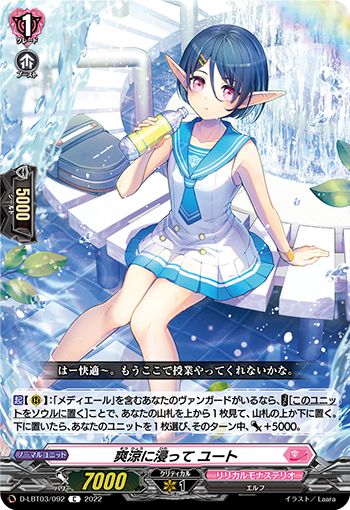 1
グレード
ブースト
5000
シールド
はー快適～。もうここで授業やってくれないかな。
起【R】:「メディエール」を含むあなたのヴァンガードがいるなら、【このユニット
をソウルに置く】ことで、あなたの山札を上から1枚見て、山札の上か下に置く。
下に置いたら、あなたのユニットを1枚選び、そのターン中、+5000。
ノーマルユニット
爽涼に浸って ユート
リリカルモナステリオ
パワー
7000
クリティカル
1
エルフ
D-LBT03/092 C 2022
イラスト/Laara